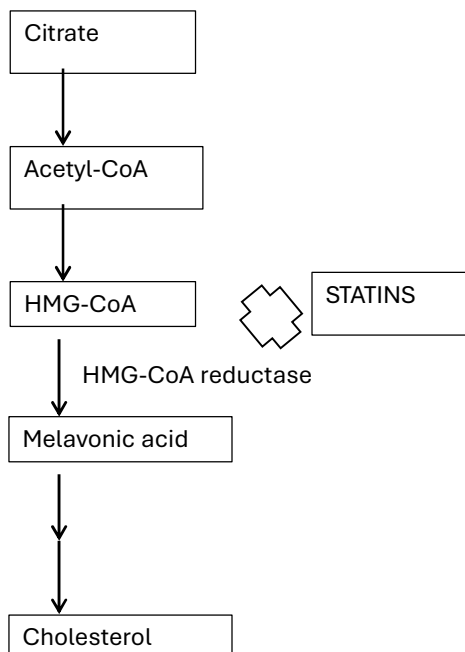 Citrate
Acetyl-CoA
HMG-CoA
STATINS
HMG-CoA reductase
Melavonic acid
Cholesterol